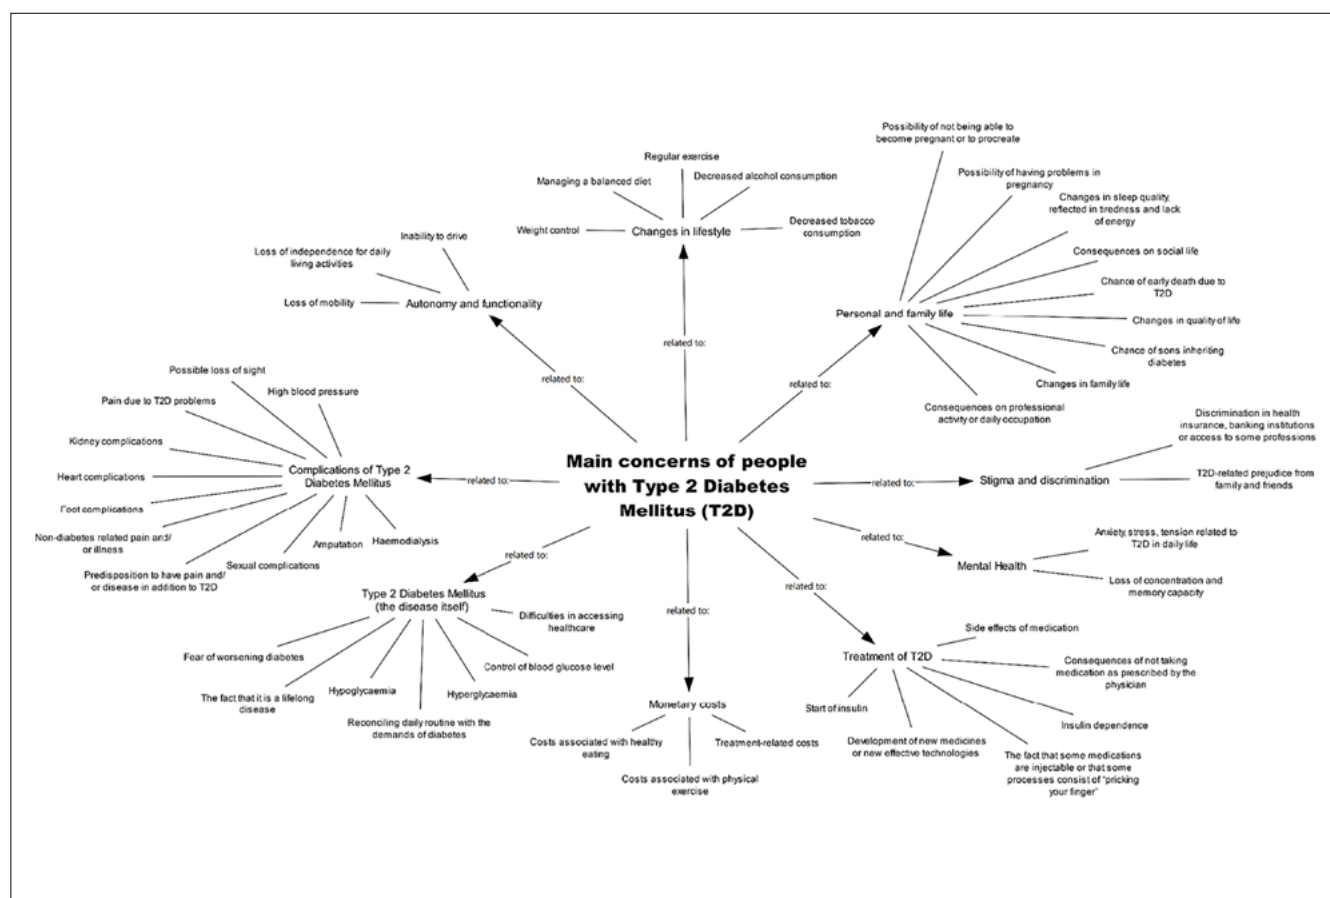 Main concerns of people
with Type 2 Diabetes
Mellitus (T2D)
related to:
Changes in lifestyle
Weight control
Managing a balanced diet
Regular exercise
Decreased alcohol consumption
Decreased tobacco
consumption
related to:
Personal and family life
Possibility of not being able to
become pregnant or to procreate
Possibility of having problems in
pregnancy
Changes in sleep quality,
reflected in tiredness and lack
of energy
Consequences on social life
Chance of early death due to
T2D
Changes in quality of life
Chance of sons inheriting
diabetes
Changes in family life
Consequences on professional
activity or daily occupation
related to:
Stigma and discrimination
Discrimination in health
insurance, banking institutions
or access to some professions
T2D-related prejudice from
family and friends
related to:
Mental Health
Anxiety, stress, tension related to
T2D in daily life
Loss of concentration and
memory capacity
related to:
Treatment of T2D
Side effects of medication
Consequences of not taking
medication as prescribed by the
physician
Insulin dependence
The fact that some medications
are injectable or that some
processes consist of "pricking
your finger"
Development of new medicines
or new effective technologies
Start of insulin
related to:
Monetary costs
Treatment-related costs
Costs associated with physical
exercise
Costs associated with healthy
eating
related to:
Type 2 Diabetes Mellitus
(the disease itself)
Difficulties in accessing
healthcare
Control of blood glucose level
Hyperglycaemia
Reconciling daily routine with the
demands of diabetes
Hypoglycaemia
The fact that it is a lifelong
disease
Fear of worsening diabetes
related to:
Complications of Type 2
Diabetes Mellitus
Haemodialysis
Amputation
Sexual complications
Predisposition to have pain and/
or disease in addition to T2D
Non-diabetes related pain and/
or illness
Foot complications
Heart complications
Kidney complications
Pain due to T2D problems
Possible loss of sight
High blood pressure
related to:
Autonomy and functionality
Loss of mobility
Loss of independence for daily
living activities
Inability to drive